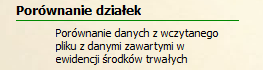 Porównanie działek
Porównanie danych z wczytanego
pliku z danymi zawartymi w
ewidencji środków trwałych